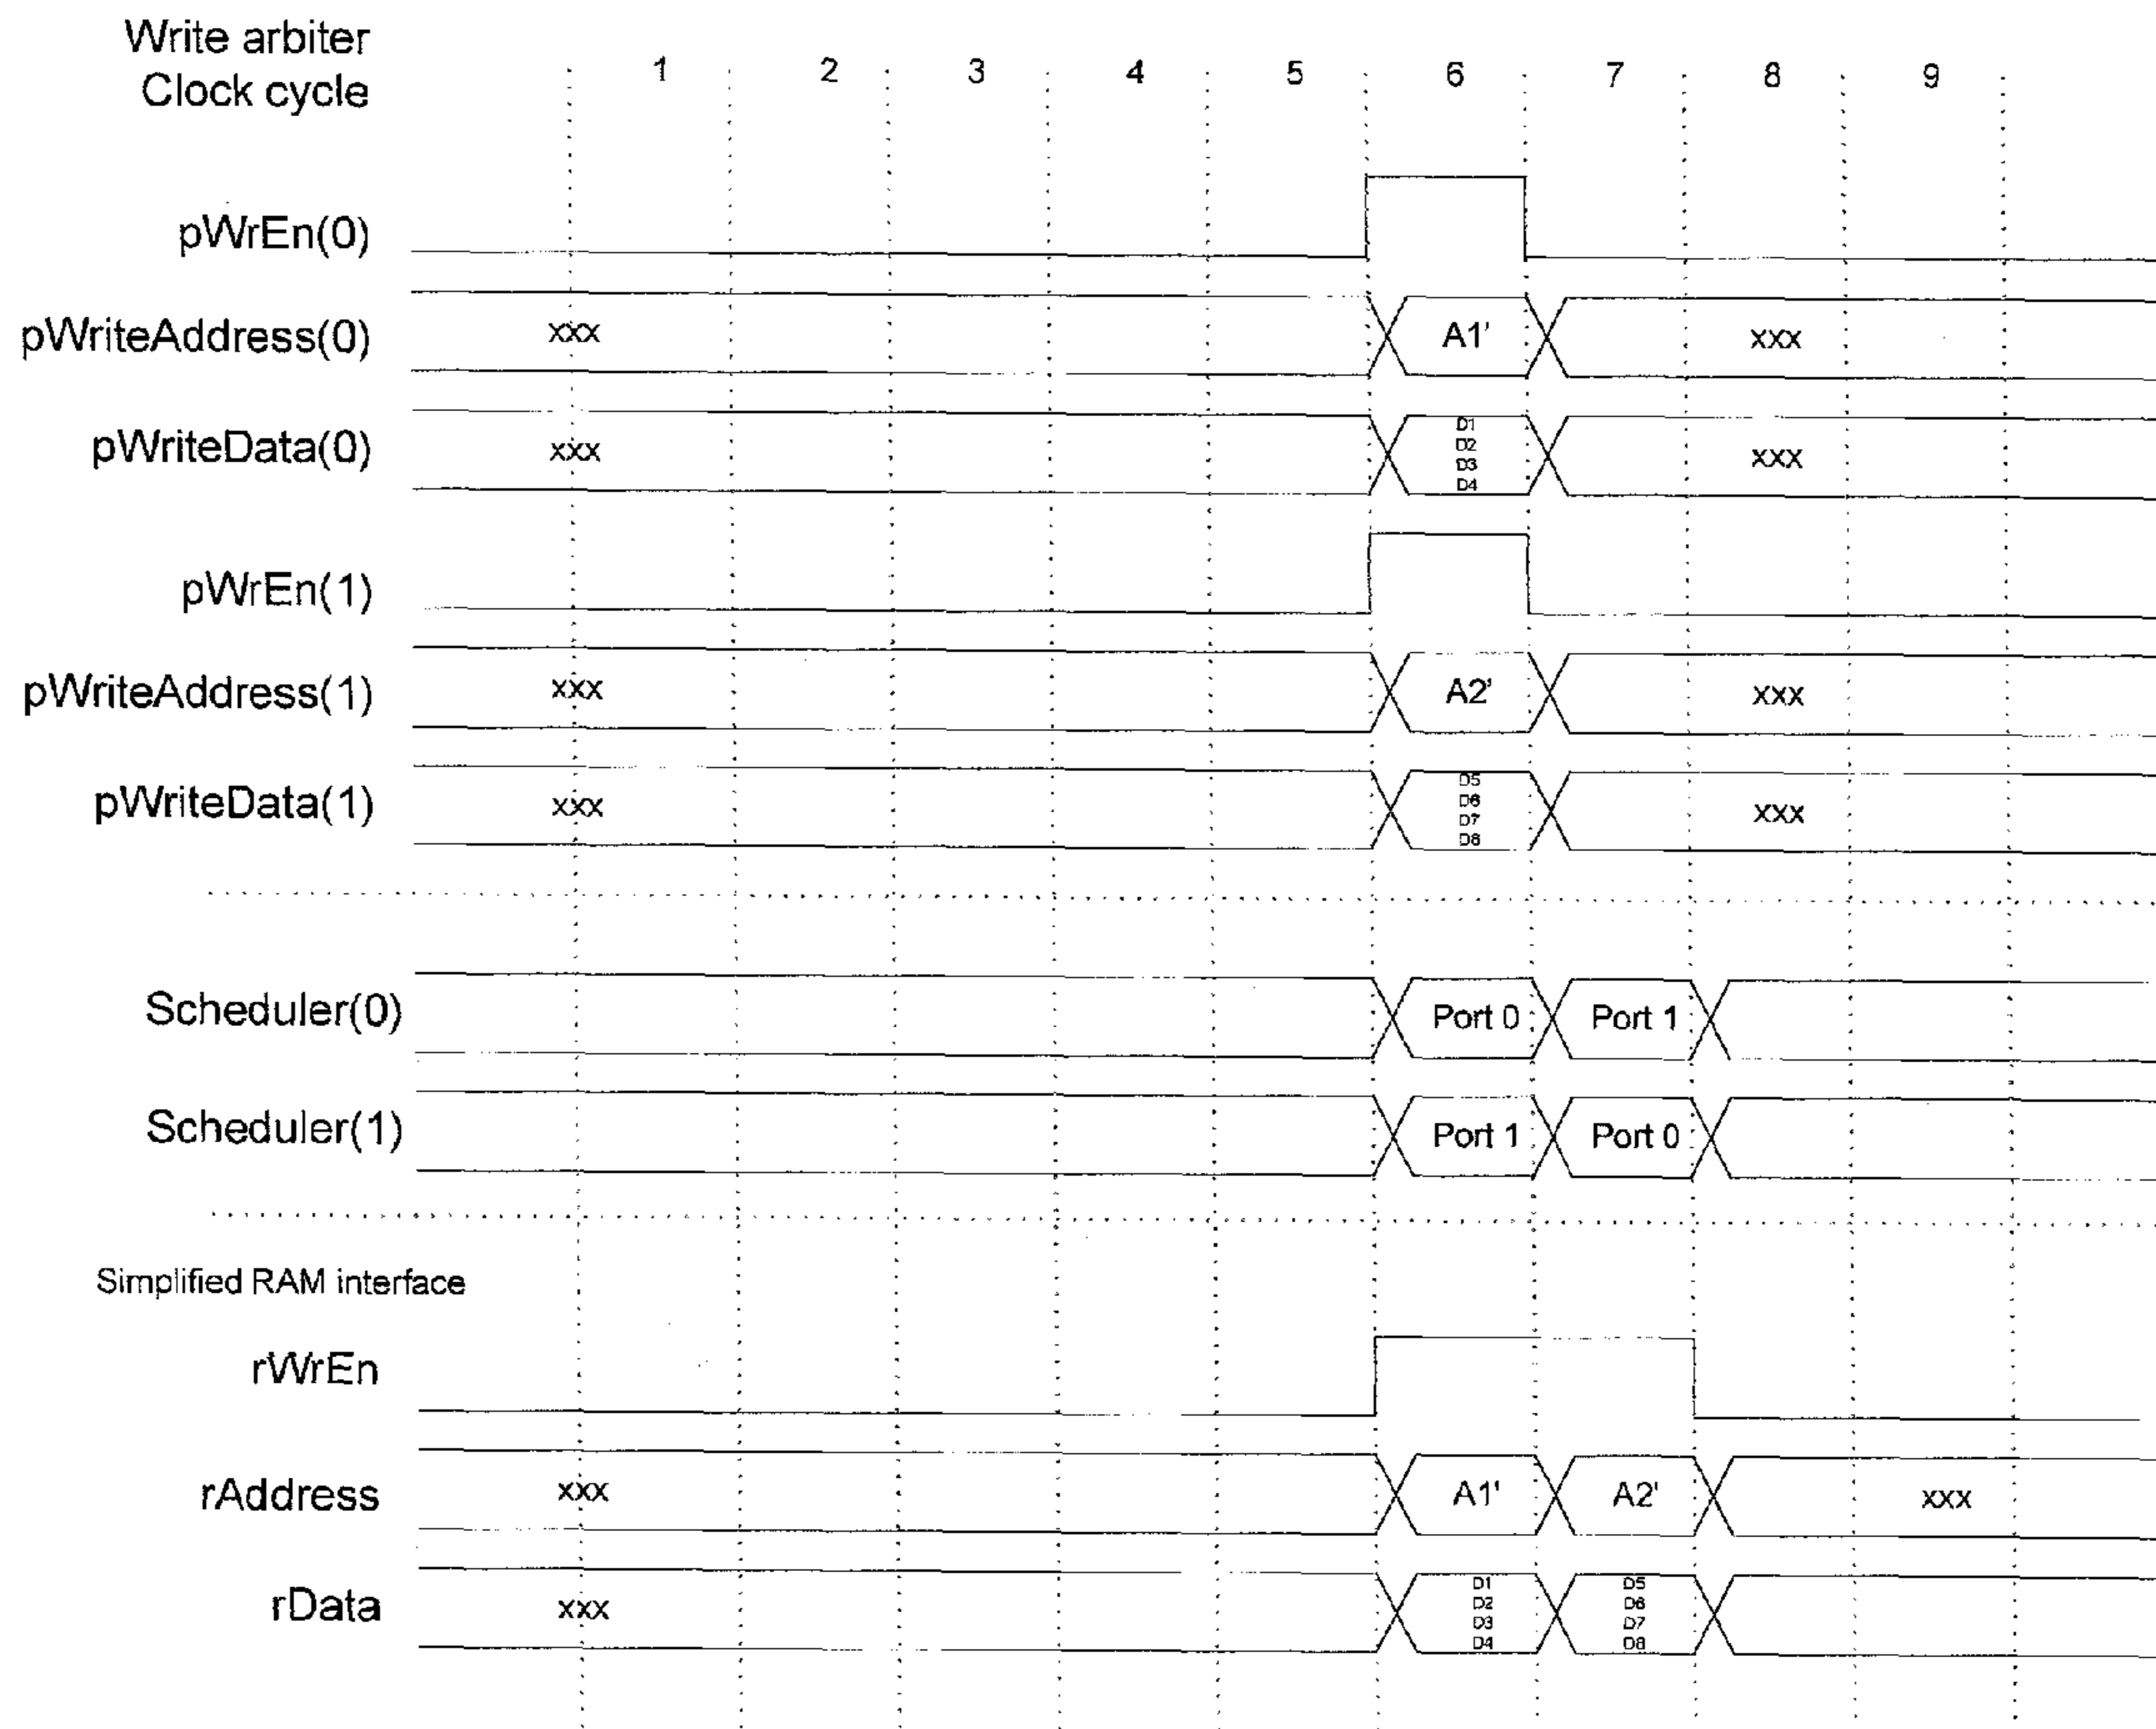 Write arbiter
Clock cycle
1 2 3 4 5 6 7 8 9
pWrEn(0)
pWriteAddress(0) xxx A1' xxx
pWriteData(0) xxx D1 xxx
D2
D3
D4
pWrEn(1)
pWriteAddress(1) xxx A2' xxx
pWriteData(1) xxx D5 xxx
D6
D7
D8
Scheduler(0) Port 0 Port 1
Scheduler(1) Port 1 Port 0
Simplified RAM interface
rWrEn
rAddress xxx A1' A2' xxx
rData xxx D1 D5
D2 D6
D3 D7
D4 D8